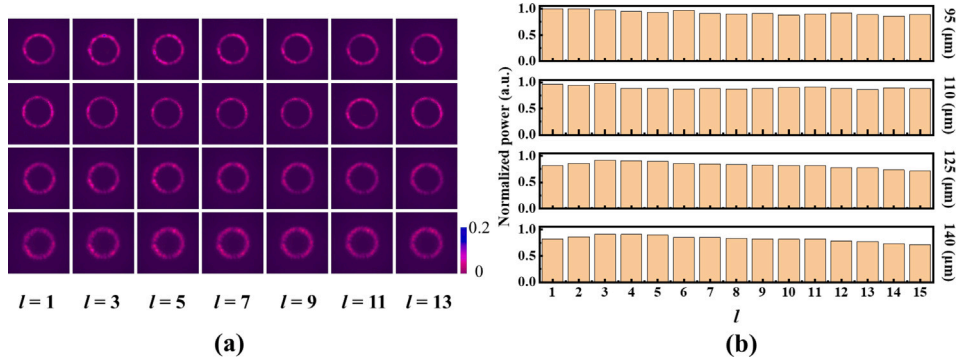 0.2
0
l = 1 l = 3 l = 5 l = 7 l = 9 l = 11 l = 13
(a)
Normalized power (a.u.)
1.0
0.5
0.0
95 (μm)
1.0
0.5
0.0
110 (μm)
1.0
0.5
0.0
125 (μm)
1.0
0.5
0.0
140 (μm)
1 2 3 4 5 6 7 8 9 10 11 12 13 14 15
l
(b)